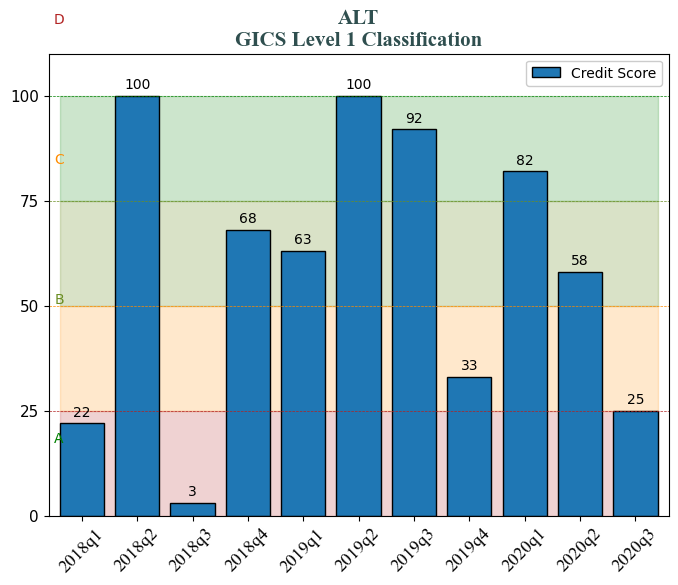 D
ALT
GICS Level 1 Classification
Credit Score
100
75
50
25
0
C
B
A
22
100
3
68
63
100
92
33
82
58
25
2018q1
2018q2
2018q3
2018q4
2019q1
2019q2
2019q3
2019q4
2020q1
2020q2
2020q3